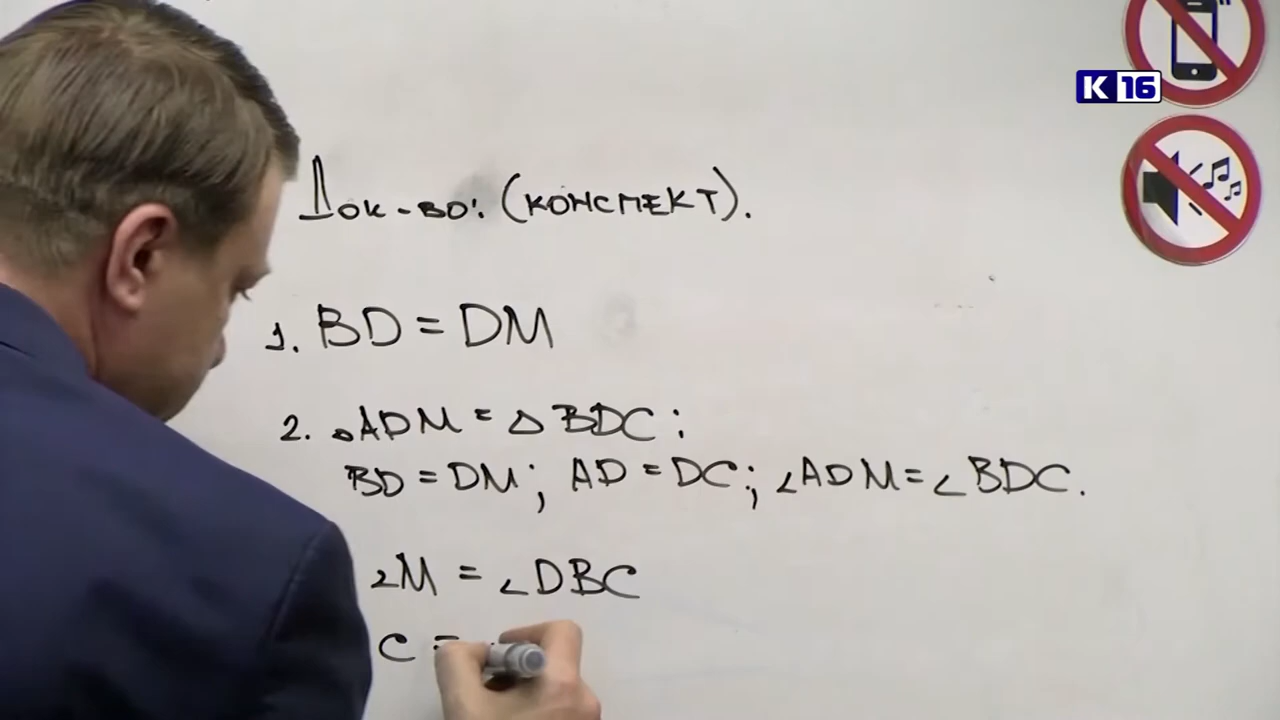 K 16
Док-во: (конспект).
1. BD = DM
2. △ADM = △BDC:
BD = DM; AD = DC; ∠ADM = ∠BDC.
∠M = ∠DBC
C =